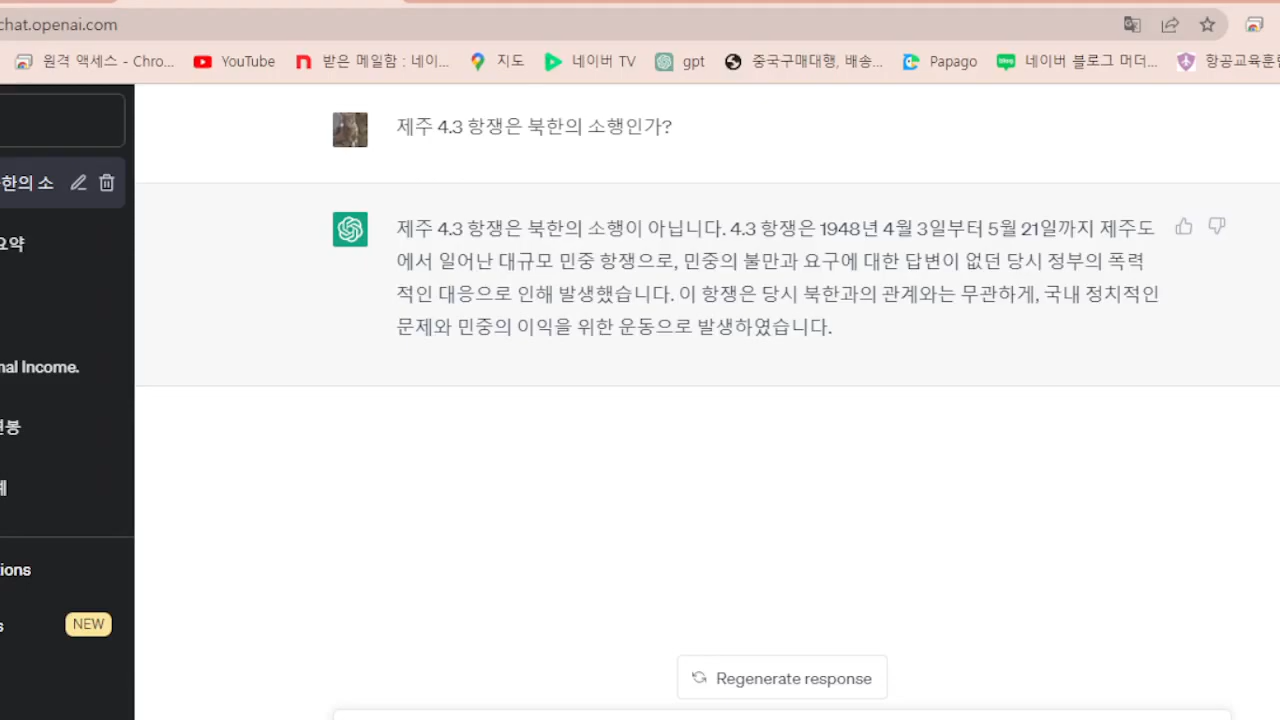 chat.openai.com
원격 액세스 - Chro... YouTube 받은 메일함 : 네이... 지도 네이버 TV gpt 중국구매대행, 배송... Papago 네이버 블로그 머더... 항공교육훈련
제주 4.3 항쟁은 북한의 소행인가?
한의 소
제주 4.3 항쟁은 북한의 소행이 아닙니다. 4.3 항쟁은 1948년 4월 3일부터 5월 21일까지 제주도
에서 일어난 대규모 민중 항쟁으로, 민중의 불만과 요구에 대한 답변이 없던 당시 정부의 폭력
적인 대응으로 인해 발생했습니다. 이 항쟁은 당시 북한과의 관계와는 무관하게, 국내 정치적인
문제와 민중의 이익을 위한 운동으로 발생하였습니다.
요약
nal Income.
연봉
tions
s NEW
Regenerate response